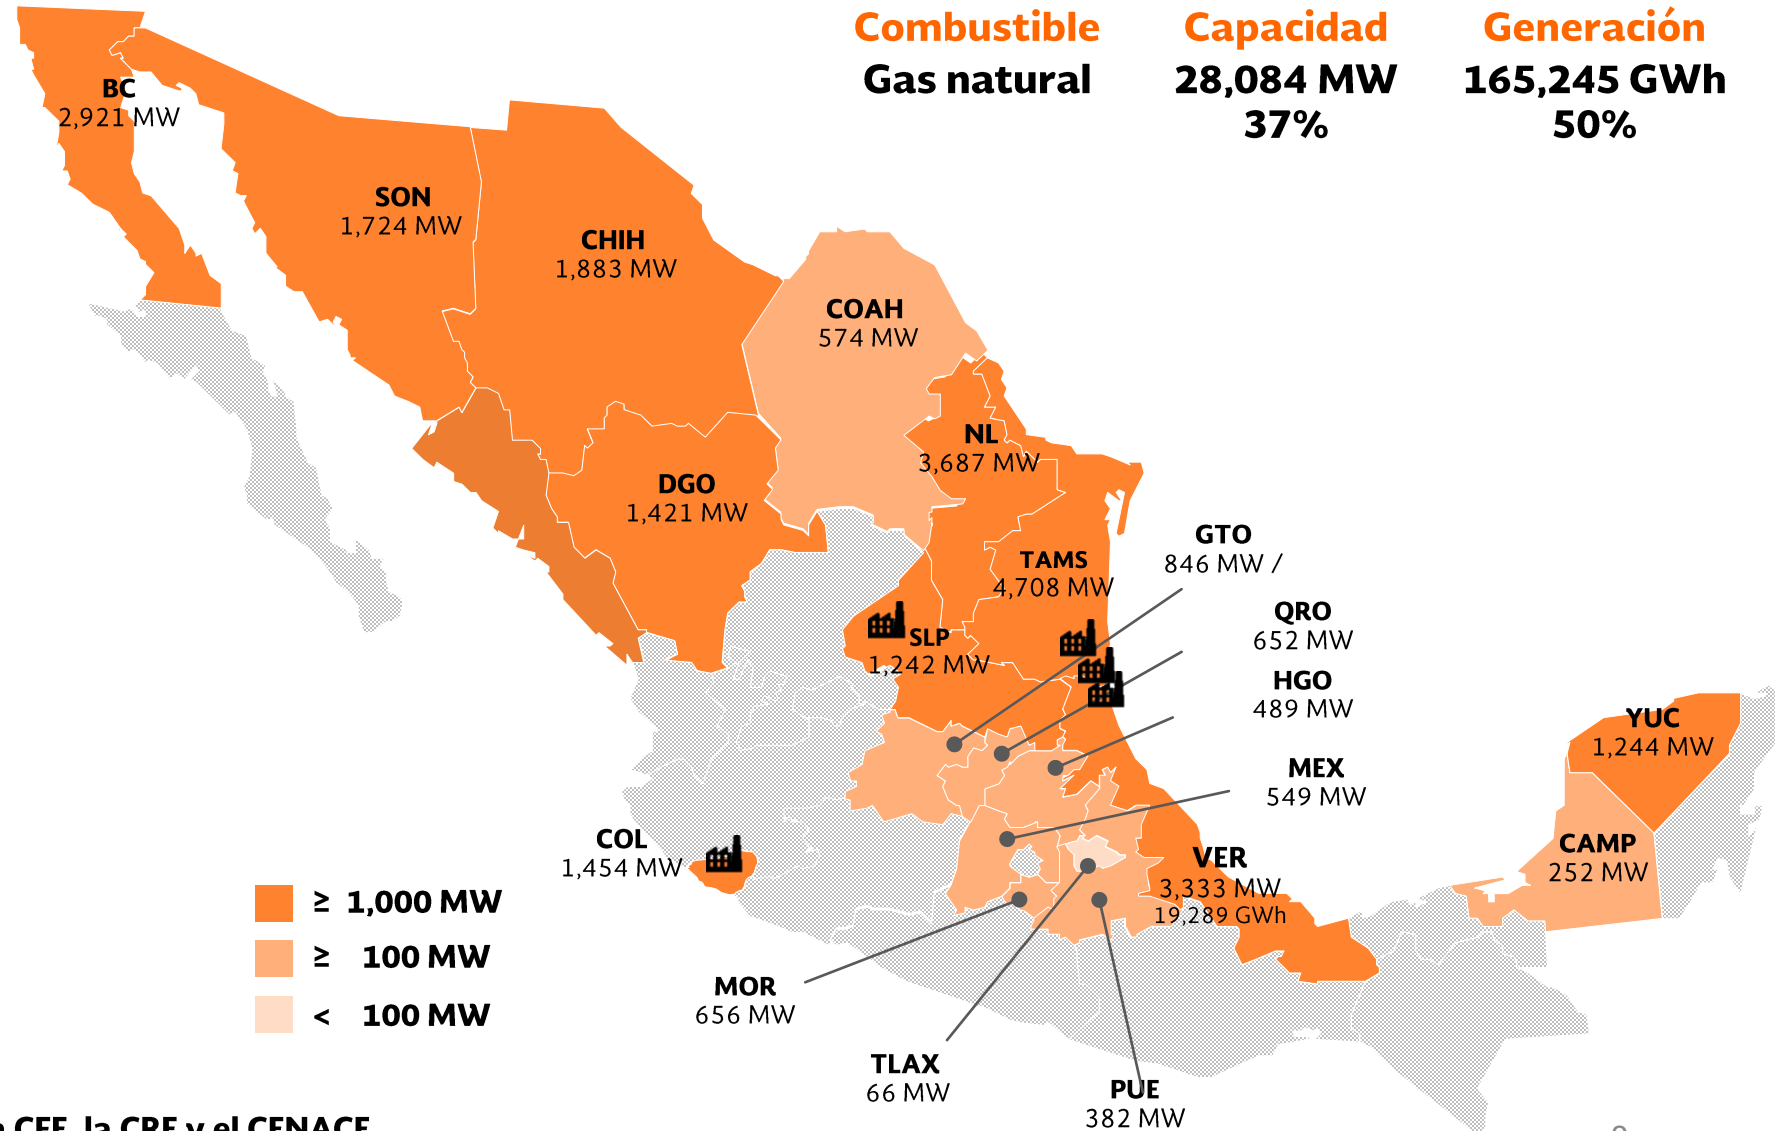 Combustible
Gas natural
Capacidad
28,084 MW
37%
Generación
165,245 GWh
50%
BC
2,921 MW
SON
1,724 MW
CHIH
1,883 MW
COAH
574 MW
NL
3,687 MW
DGO
1,421 MW
TAMS
4,708 MW
GTO
846 MW /
QRO
652 MW
SLP
1,242 MW
HGO
489 MW
YUC
1,244 MW
MEX
549 MW
COL
1,454 MW
VER
3,333 MW
19,289 GWh
CAMP
252 MW
≥ 1,000 MW
≥ 100 MW
< 100 MW
MOR
656 MW
TLAX
66 MW
PUE
382 MW
CFE, la CRE y el CENACE